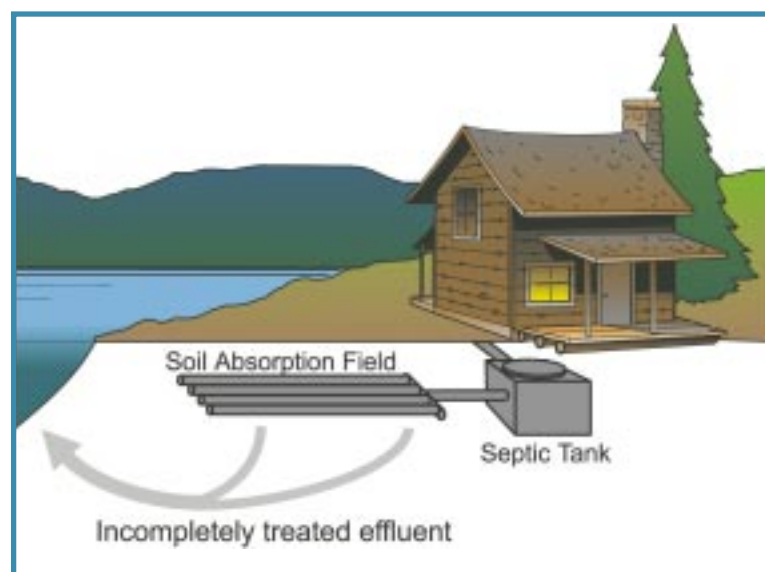 Soil Absorption Field
Septic Tank
Incompletely treated effluent